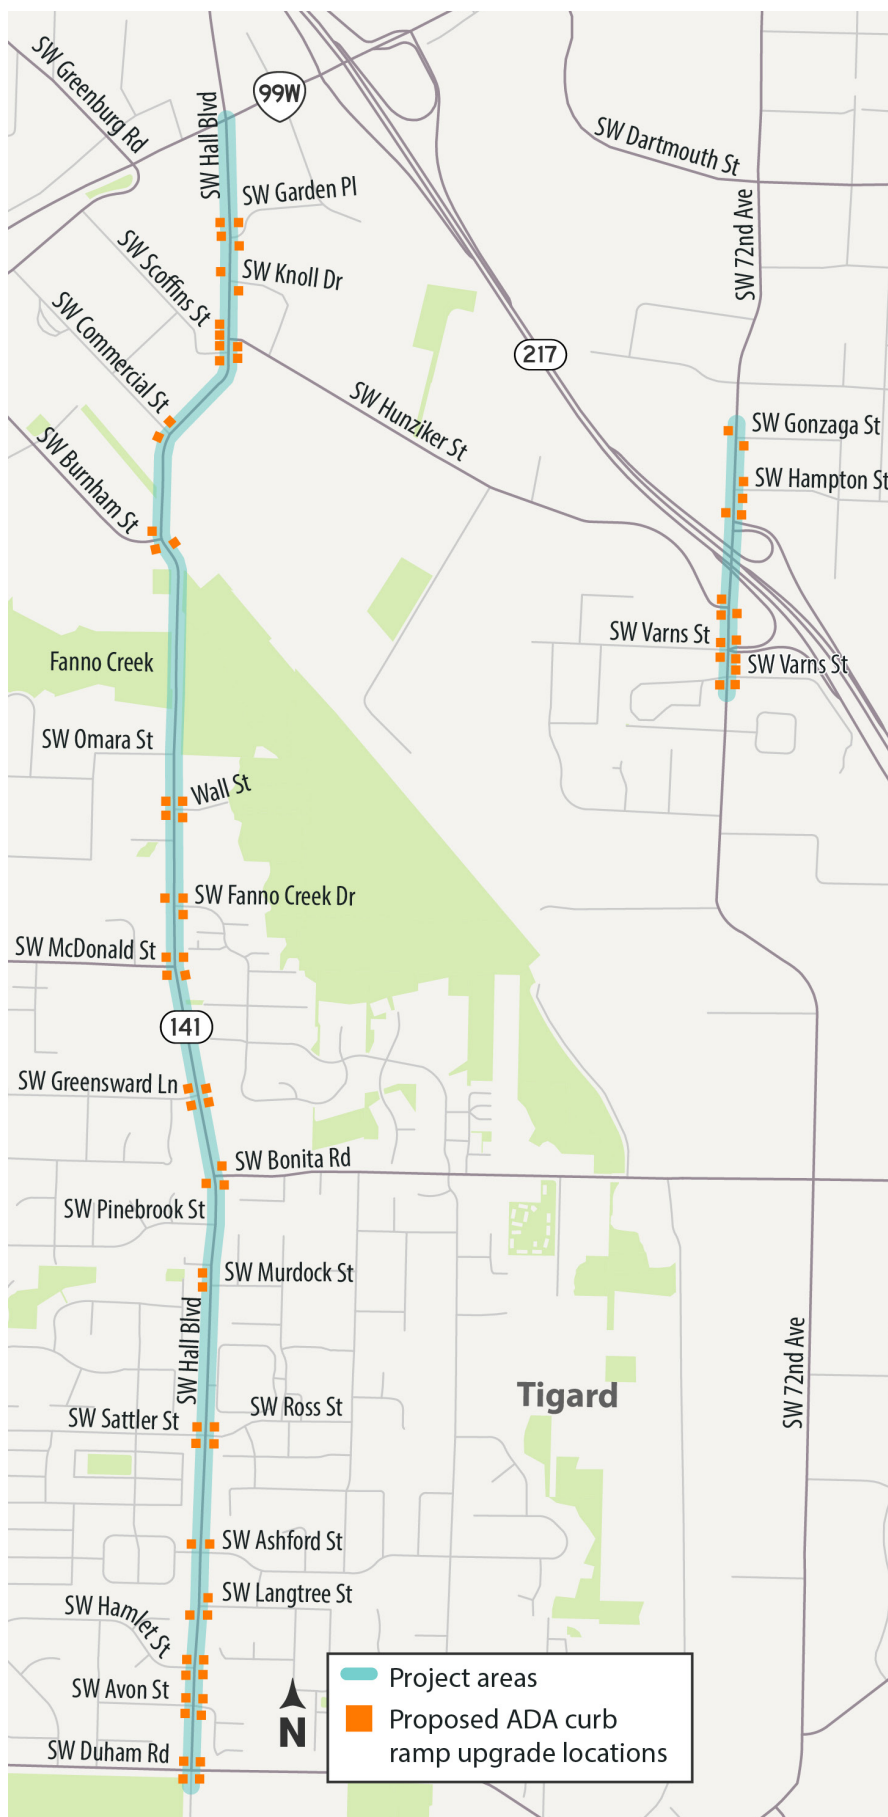 SW Greenburg Rd
99W
SW Hall Blvd
SW Dartmouth St
SW Garden Pl
SW 72nd Ave
SW Scoffins St
SW Knoll Dr
SW Commercial St
217
SW Hunziker St
SW Gonzaga St
SW Burnham St
SW Hampton St
SW Varns St
Fanno Creek
SW Varns St
SW Omara St
Wall St
SW Fanno Creek Dr
SW McDonald St
141
SW Greensward Ln
SW Bonita Rd
SW Pinebrook St
SW Murdock St
SW Hall Blvd
SW 72nd Ave
Tigard
SW Ross St
SW Sattler St
SW Ashford St
SW Langtree St
SW Hamlet St
SW Avon St
SW Duham Rd
N
Project areas
Proposed ADA curb
ramp upgrade locations